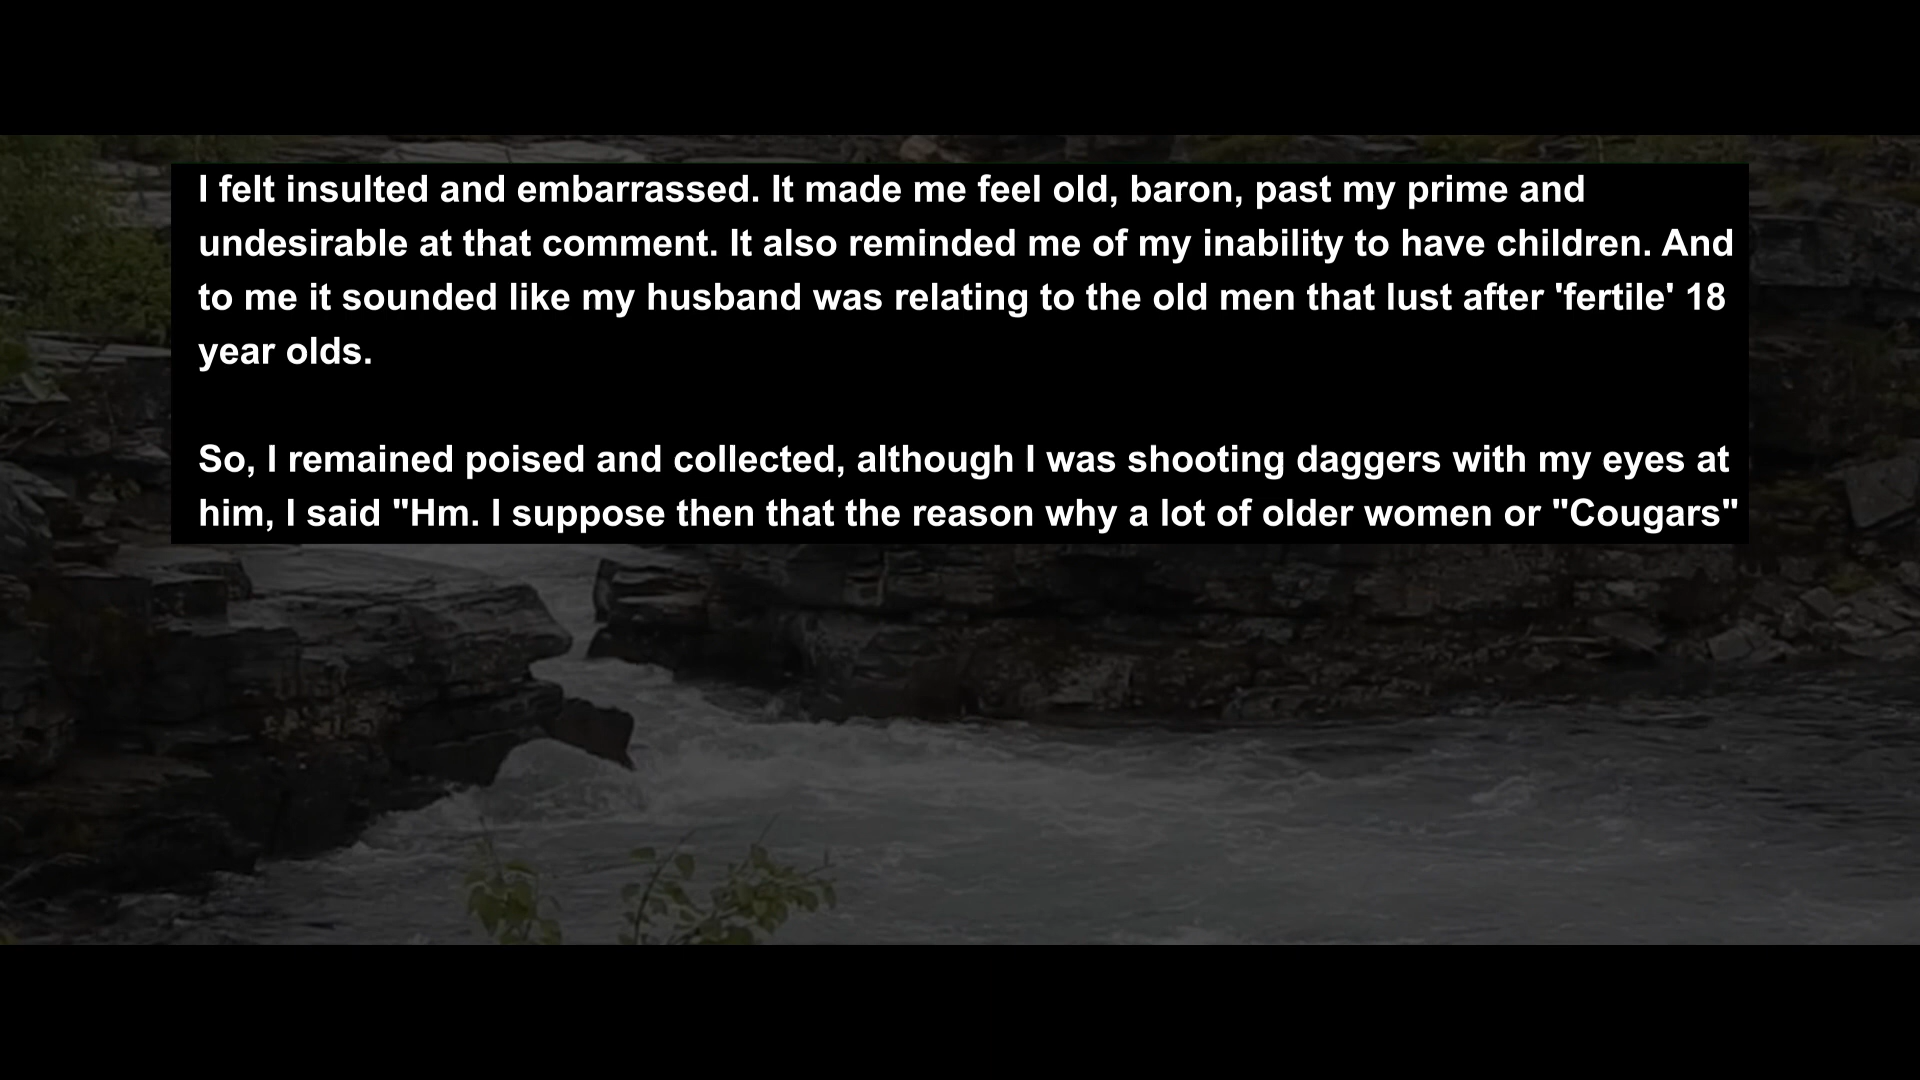 I felt insulted and embarrassed. It made me feel old, baron, past my prime and
undesirable at that comment. It also reminded me of my inability to have children. And
to me it sounded like my husband was relating to the old men that lust after 'fertile' 18
year olds.
So, I remained poised and collected, although I was shooting daggers with my eyes at
him, I said "Hm. I suppose then that the reason why a lot of older women or "Cougars"